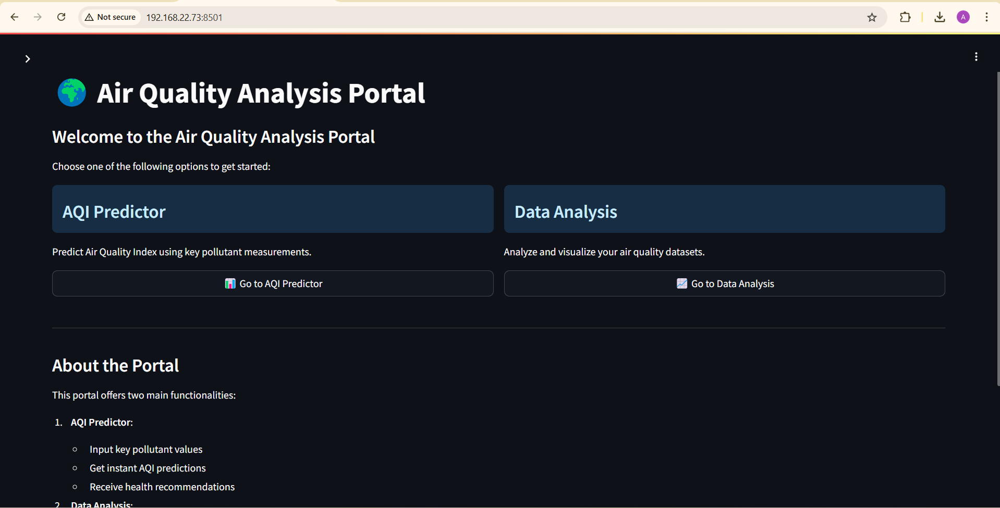 Not secure 192.168.22.73:8501
A
Air Quality Analysis Portal
Welcome to the Air Quality Analysis Portal
Choose one of the following options to get started:
AQI Predictor
Data Analysis
Predict Air Quality Index using key pollutant measurements.
Analyze and visualize your air quality datasets.
Go to AQI Predictor
Go to Data Analysis
About the Portal
This portal offers two main functionalities:
1. AQI Predictor:
Input key pollutant values
Get instant AQI predictions
Receive health recommendations
2. Data Analysis: